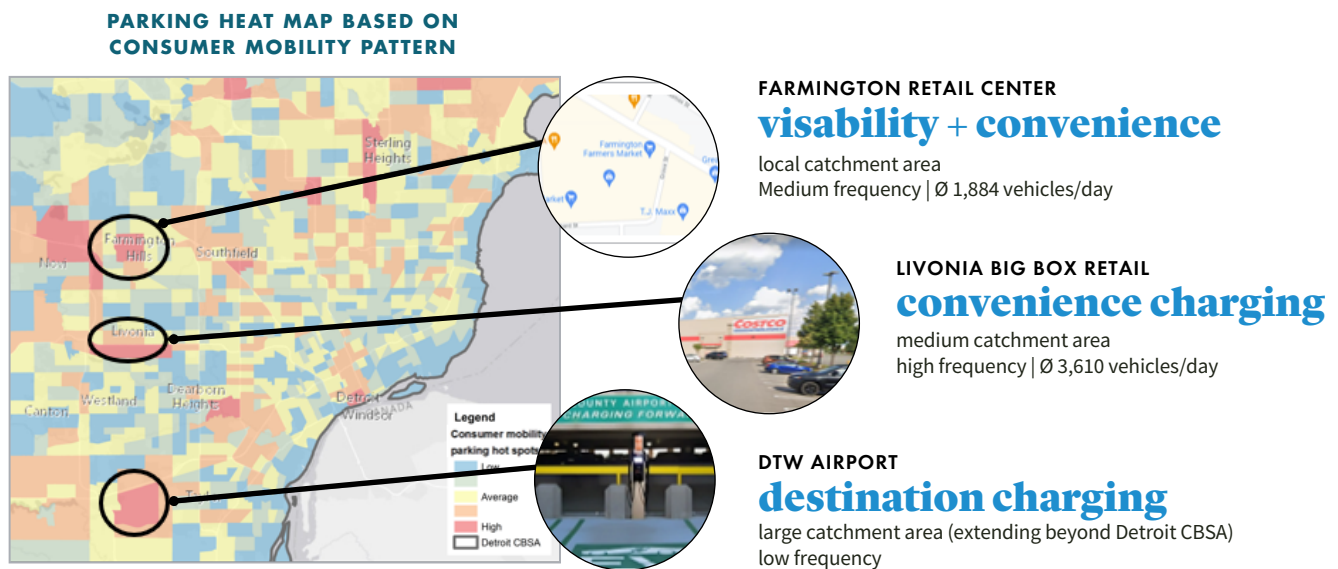 PARKING HEAT MAP BASED ON
CONSUMER MOBILITY PATTERN
Sterling
Heights
Farmington
Hills
Novi
Southfield
Livonia
Dearborn
Heights
Westland
Canton
Detroit
Windsor
CANADA
Legend
Consumer mobility
parking hot spots
Low
Average
High
Detroit CBSA
Farmington
Farmers Market
T.J. Maxx
FARMINGTON RETAIL CENTER
visability + convenience
local catchment area
Medium frequency | Ø 1,884 vehicles/day
COSTCO
LIVONIA BIG BOX RETAIL
convenience charging
medium catchment area
high frequency | Ø 3,610 vehicles/day
OUNTY AIRPOR
CHARGING FORWA
DTW AIRPORT
destination charging
large catchment area (extending beyond Detroit CBSA)
low frequency